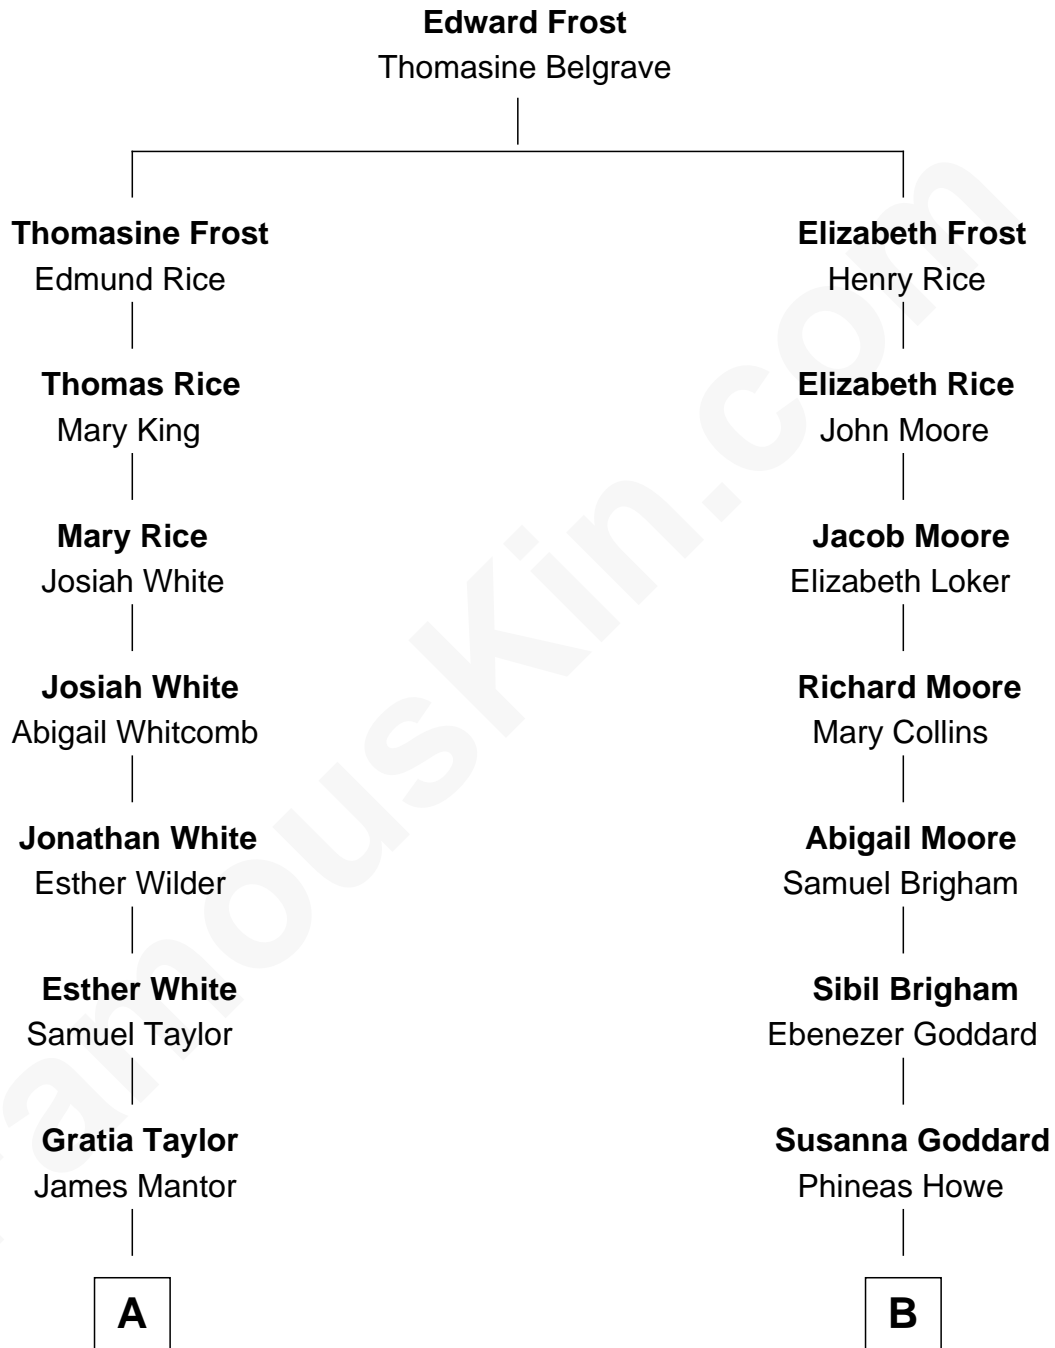 Edward Frost
Thomasine Belgrave
Thomasine Frost
Edmund Rice
Thomas Rice
Mary King
Mary Rice
Josiah White
Josiah White
Abigail Whitcomb
Jonathan White
Esther Wilder
Esther White
Samuel Taylor
Gratia Taylor
James Mantor
A
Elizabeth Frost
Henry Rice
Elizabeth Rice
John Moore
Jacob Moore
Elizabeth Loker
Richard Moore
Mary Collins
Abigail Moore
Samuel Brigham
Sibil Brigham
Ebenezer Goddard
Susanna Goddard
Phineas Howe
B
FamousKin.com